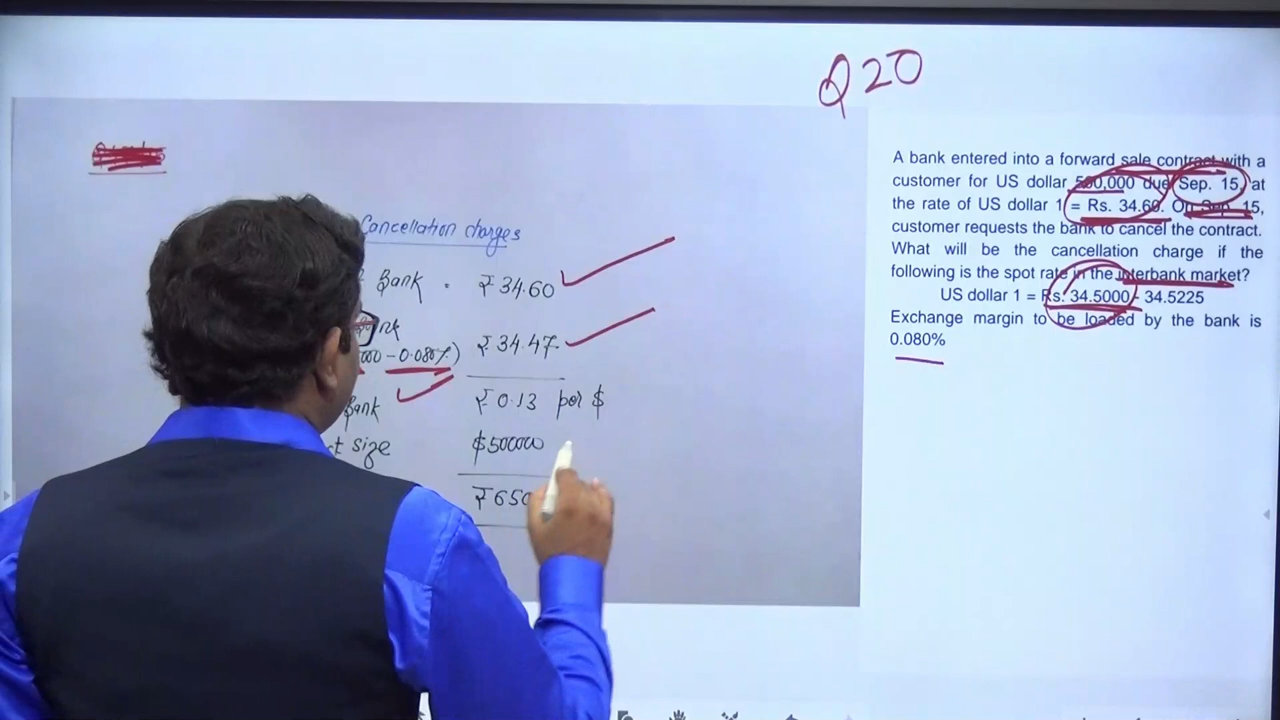 Q 20
Cancellation charges
Bank . ₹ 34.60
₹ 34.47
- 0.080%)
Bank ₹ 0.13 per $
size $500000
₹ 650
A bank entered into a forward sale contract with a
customer for US dollar 500,000 due Sep. 15, at
the rate of US dollar 1 = Rs. 34.60. On Sep 15,
customer requests the bank to cancel the contract.
What will be the cancellation charge if the
following is the spot rate in the interbank market?
US dollar 1 = Rs. 34.5000 - 34.5225
Exchange margin to be loaded by the bank is
0.080%